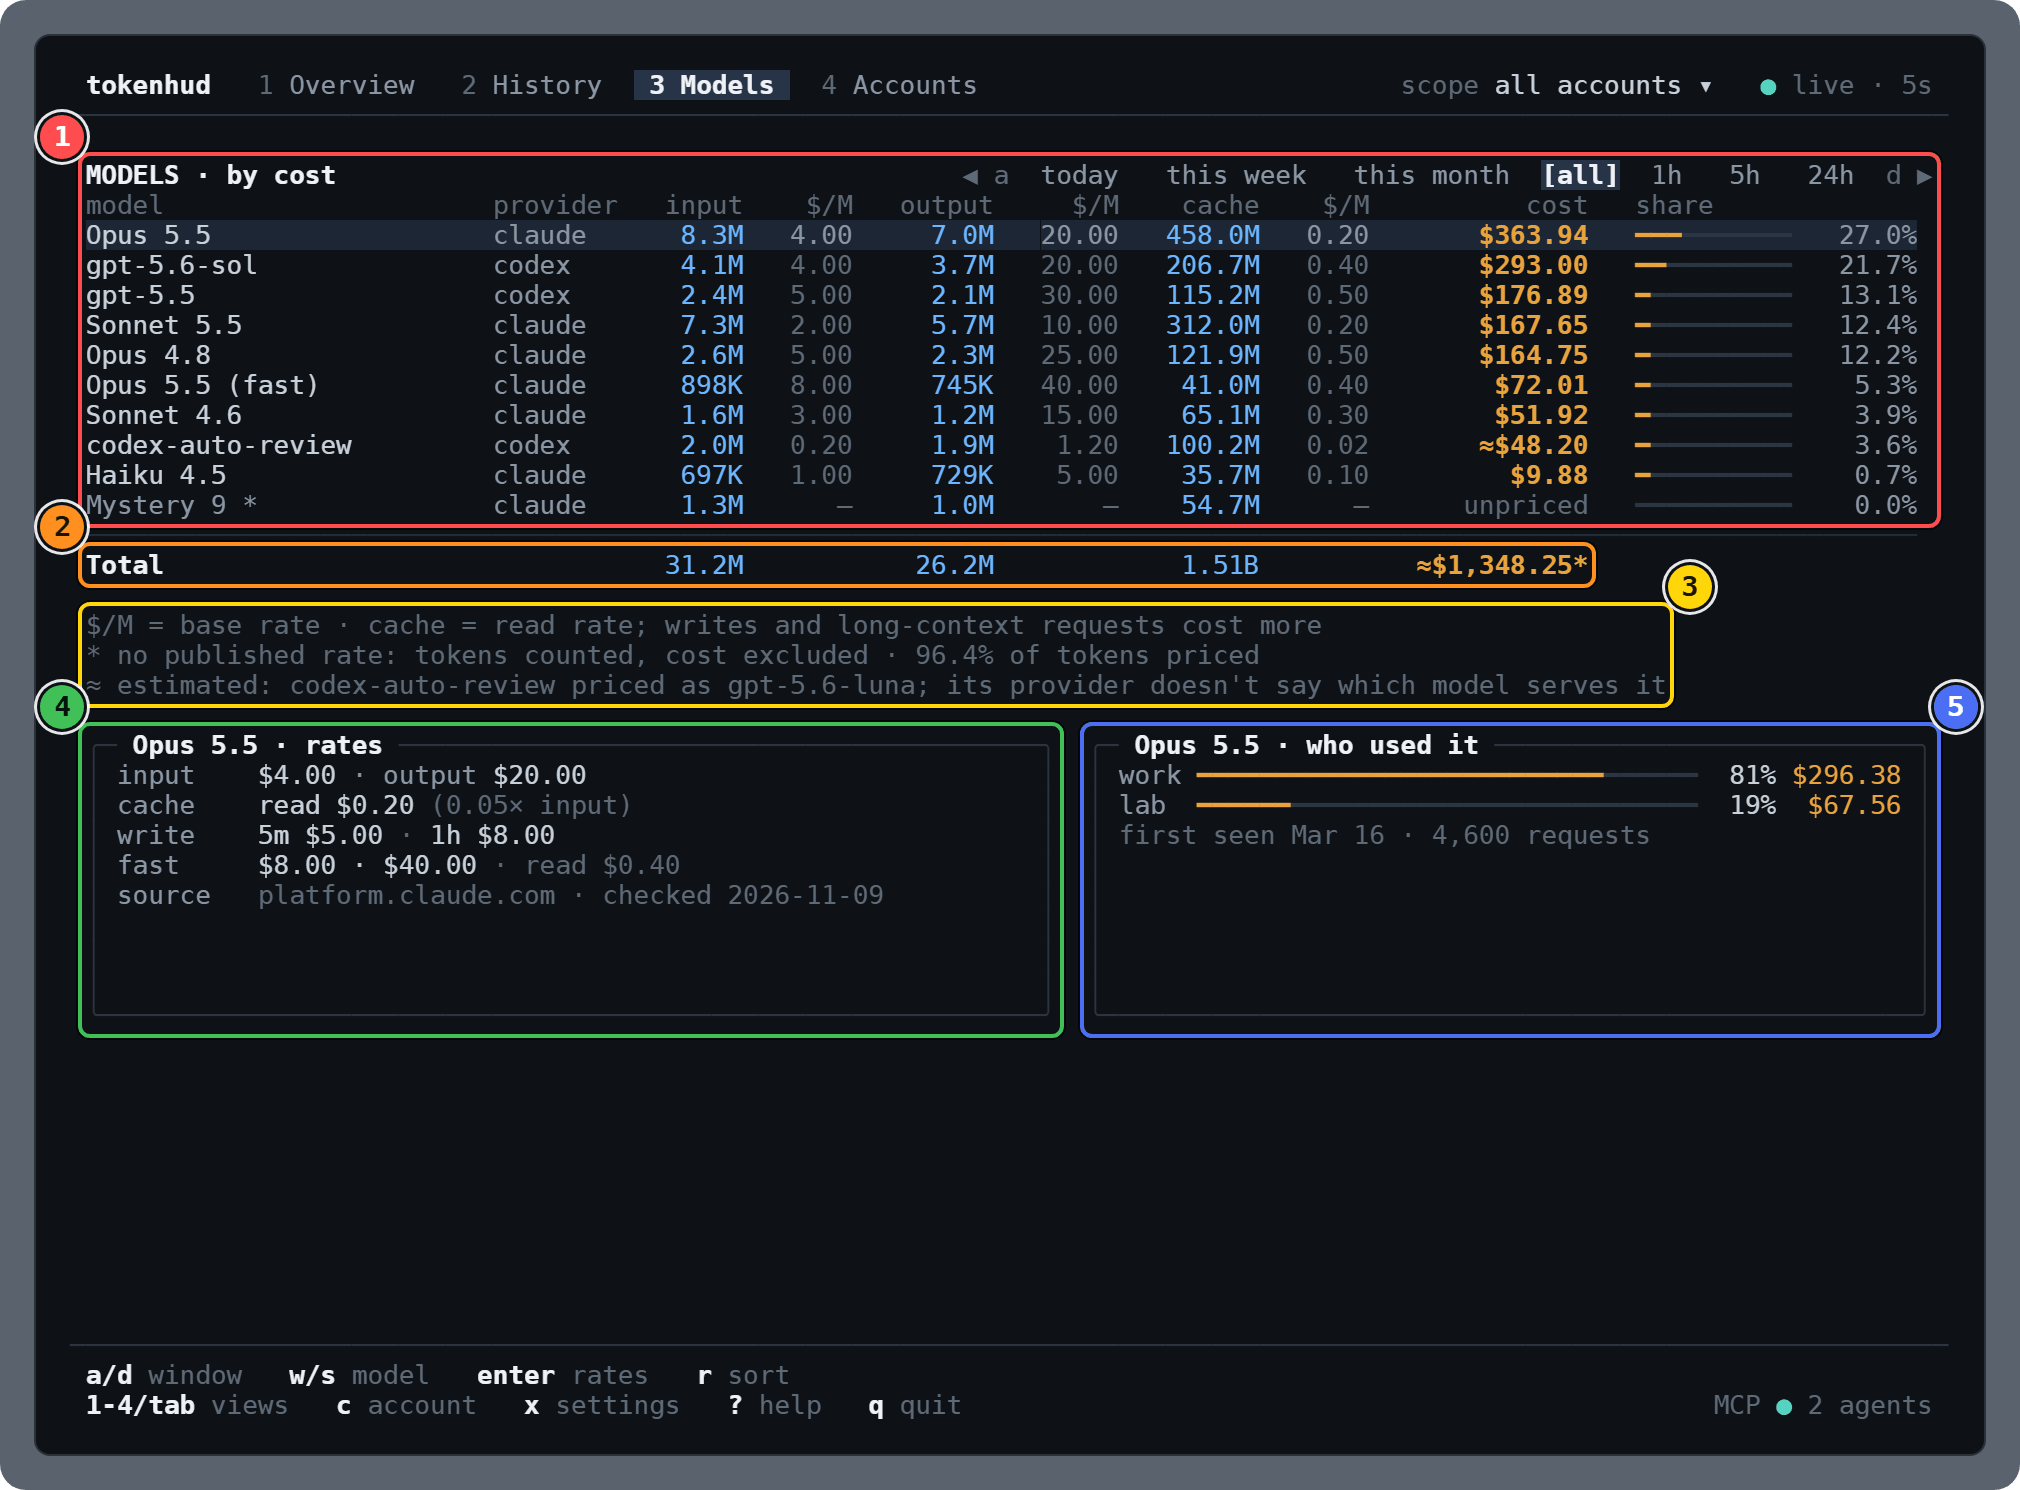 tokenhud 1 Overview 2 History 3 Models 4 Accounts scope all accounts ▾ ● live · 5s
1
MODELS · by cost ◀ a today this week this month [all] 1h 5h 24h d ▶
model provider input $/M output $/M cache $/M cost share
Opus 5.5 claude 8.3M 4.00 7.0M 20.00 458.0M 0.20 $363.94 27.0%
gpt-5.6-sol codex 4.1M 4.00 3.7M 20.00 206.7M 0.40 $293.00 21.7%
gpt-5.5 codex 2.4M 5.00 2.1M 30.00 115.2M 0.50 $176.89 13.1%
Sonnet 5.5 claude 7.3M 2.00 5.7M 10.00 312.0M 0.20 $167.65 12.4%
Opus 4.8 claude 2.6M 5.00 2.3M 25.00 121.9M 0.50 $164.75 12.2%
Opus 5.5 (fast) claude 898K 8.00 745K 40.00 41.0M 0.40 $72.01 5.3%
Sonnet 4.6 claude 1.6M 3.00 1.2M 15.00 65.1M 0.30 $51.92 3.9%
codex-auto-review codex 2.0M 0.20 1.9M 1.20 100.2M 0.02 ≈$48.20 3.6%
Haiku 4.5 claude 697K 1.00 729K 5.00 35.7M 0.10 $9.88 0.7%
Mystery 9 * claude 1.3M — 1.0M — 54.7M — unpriced 0.0%
2
Total 31.2M 26.2M 1.51B ≈$1,348.25*
3
$/M = base rate · cache = read rate; writes and long-context requests cost more
* no published rate: tokens counted, cost excluded · 96.4% of tokens priced
≈ estimated: codex-auto-review priced as gpt-5.6-luna; its provider doesn't say which model serves it
4
Opus 5.5 · rates
input $4.00 · output $20.00
cache read $0.20 (0.05× input)
write 5m $5.00 · 1h $8.00
fast $8.00 · $40.00 · read $0.40
source platform.claude.com · checked 2026-11-09
5
Opus 5.5 · who used it
work 81% $296.38
lab 19% $67.56
first seen Mar 16 · 4,600 requests
a/d window w/s model enter rates r sort
1-4/tab views c account x settings ? help q quit MCP ● 2 agents